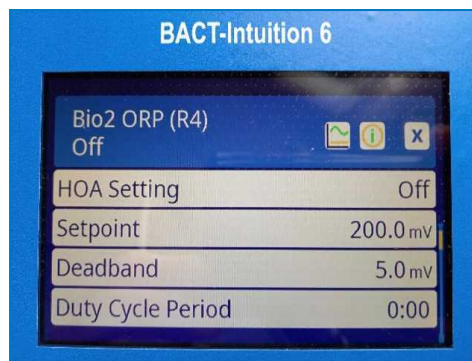 BACT-Intuition 6
Bio2 ORP (R4)
Off
X
HOA Setting Off
Setpoint 200.0 mV
Deadband 5.0 mV
Duty Cycle Period 0:00